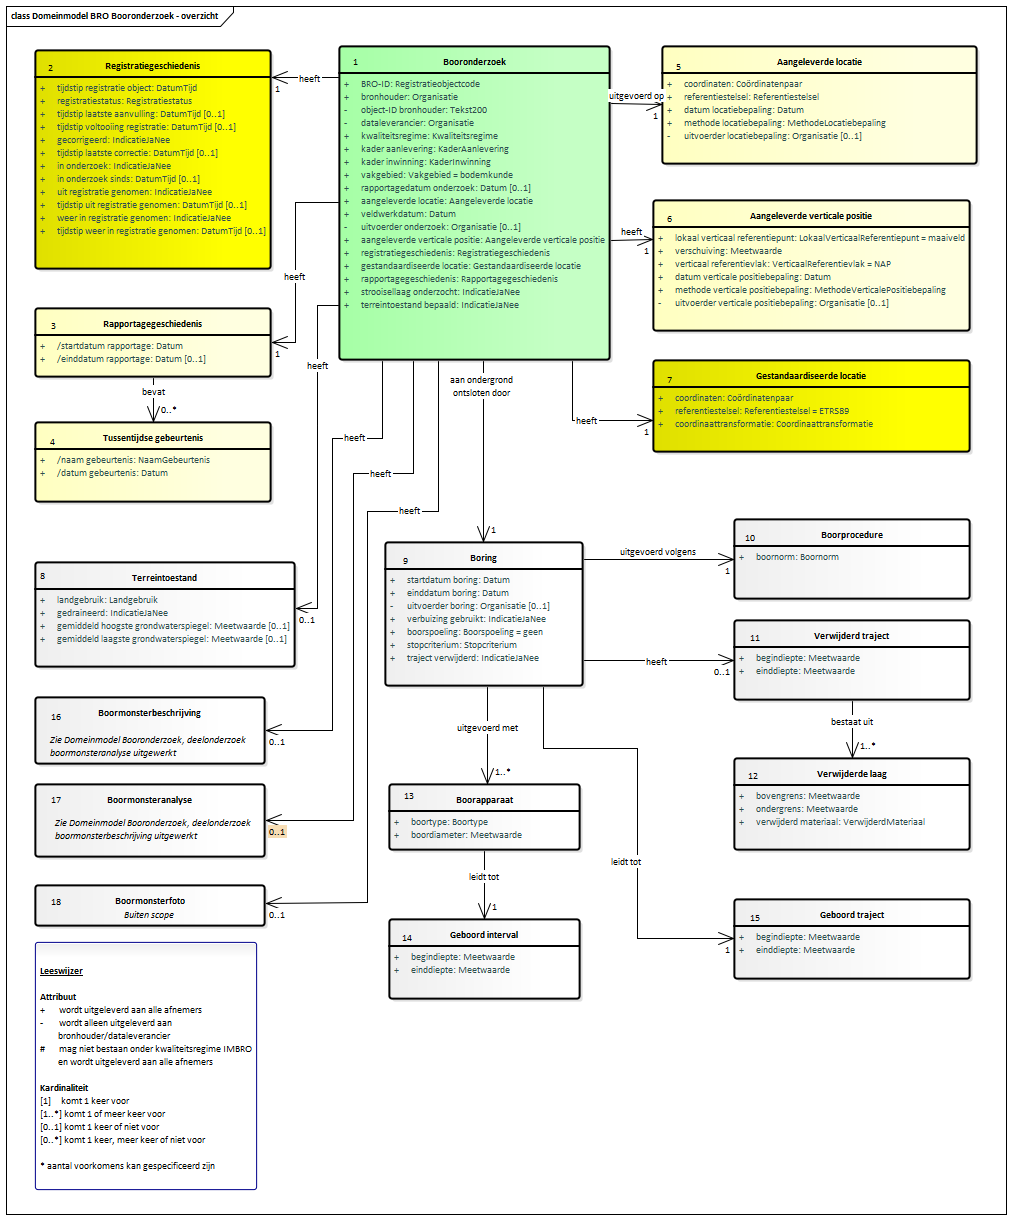 class Domeinmodel BRO Booronderzoek - overzicht
1 Booronderzoek
+ BRO-ID: Registratieobjectcode
+ bronhouder: Organisatie
- object-ID bronhouder: Tekst200
- dataleverancier: Organisatie
+ kwaliteitsregime: Kwaliteitsregime
+ kader aanlevering: KaderAanlevering
+ kader inwinning: KaderInwinning
+ vakgebied: Vakgebied = bodemkunde
+ rapportagedatum onderzoek: Datum [0..1]
+ aangeleverde locatie: Aangeleverde locatie
+ veldwerkdatum: Datum
- uitvoerder onderzoek: Organisatie [0..1]
+ aangeleverde verticale positie: Aangeleverde verticale positie
+ registratiegeschiedenis: Registratiegeschiedenis
+ gestandaardiseerde locatie: Gestandaardiseerde locatie
+ rapportagegeschiedenis: Rapportagegeschiedenis
+ strooisellaag onderzocht: IndicatieJaNee
+ terreintoestand bepaald: IndicatieJaNee
2 Registratiegeschiedenis
+ tijdstip registratie object: DatumTijd
+ registratiestatus: Registratiestatus
+ tijdstip laatste aanvulling: DatumTijd [0..1]
+ tijdstip voltooiing registratie: DatumTijd [0..1]
+ gecorrigeerd: IndicatieJaNee
+ tijdstip laatste correctie: DatumTijd [0..1]
+ in onderzoek: IndicatieJaNee
+ in onderzoek sinds: DatumTijd [0..1]
+ uit registratie genomen: IndicatieJaNee
+ tijdstip uit registratie genomen: DatumTijd [0..1]
+ weer in registratie genomen: IndicatieJaNee
+ tijdstip weer in registratie genomen: DatumTijd [0..1]
heeft
1
3 Rapportagegeschiedenis
+ /startdatum rapportage: Datum
+ /einddatum rapportage: Datum [0..1]
heeft
1
bevat
0..*
4 Tussentijdse gebeurtenis
+ /naam gebeurtenis: NaamGebeurtenis
+ /datum gebeurtenis: Datum
uitgevoerd op
1
5 Aangeleverde locatie
+ coordinaten: Coördinatenpaar
+ referentiestelsel: Referentiestelsel
+ datum locatiebepaling: Datum
+ methode locatiebepaling: MethodeLocatiebepaling
- uitvoerder locatiebepaling: Organisatie [0..1]
heeft
1
6 Aangeleverde verticale positie
+ lokaal verticaal referentiepunt: LokaalVerticaalReferentiepunt = maaiveld
+ verschuiving: Meetwaarde
+ verticaal referentievlak: VerticaalReferentievlak = NAP
+ datum verticale positiebepaling: Datum
+ methode verticale positiebepaling: MethodeVerticalePositiebepaling
- uitvoerder verticale positiebepaling: Organisatie [0..1]
heeft
1
7 Gestandaardiseerde locatie
+ coordinaten: Coördinatenpaar
+ referentiestelsel: Referentiestelsel = ETRS89
+ coordinaattransformatie: Coordinaattransformatie
heeft
0..1
8 Terreintoestand
+ landgebruik: Landgebruik
+ gedraineerd: IndicatieJaNee
+ gemiddeld hoogste grondwaterspiegel: Meetwaarde [0..1]
+ gemiddeld laagste grondwaterspiegel: Meetwaarde [0..1]
aan ondergrond
ontsloten door
1
9 Boring
+ startdatum boring: Datum
+ einddatum boring: Datum
- uitvoerder boring: Organisatie [0..1]
+ verbuizing gebruikt: IndicatieJaNee
+ boorspoeling: Boorspoeling = geen
+ stopcriterium: Stopcriterium
+ traject verwijderd: IndicatieJaNee
uitgevoerd volgens
1
10 Boorprocedure
+ boornorm: Boornorm
heeft
0..1
11 Verwijderd traject
+ begindiepte: Meetwaarde
+ einddiepte: Meetwaarde
bestaat uit
1..*
12 Verwijderde laag
+ bovengrens: Meetwaarde
+ ondergrens: Meetwaarde
+ verwijderd materiaal: VerwijderdMateriaal
uitgevoerd met
1..*
13 Boorapparaat
+ boortype: Boortype
+ boordiameter: Meetwaarde
leidt tot
1
14 Geboord interval
+ begindiepte: Meetwaarde
+ einddiepte: Meetwaarde
leidt tot
1
15 Geboord traject
+ begindiepte: Meetwaarde
+ einddiepte: Meetwaarde
heeft
0..1
16 Boormonsterbeschrijving
Zie Domeinmodel Booronderzoek, deelonderzoek
boormonsteranalyse uitgewerkt
heeft
0..1
17 Boormonsteranalyse
Zie Domeinmodel Booronderzoek, deelonderzoek
boormonsterbeschrijving uitgewerkt
heeft
0..1
18 Boormonsterfoto
Buiten scope
Leeswijzer
Attribuut
+ wordt uitgeleverd aan alle afnemers
- wordt alleen uitgeleverd aan
bronhouder/dataleverancier
# mag niet bestaan onder kwaliteitsregime IMBRO
en wordt uitgeleverd aan alle afnemers
Kardinaliteit
[1] komt 1 keer voor
[1..*] komt 1 of meer keer voor
[0..1] komt 1 keer of niet voor
[0..*] komt 1 keer, meer keer of niet voor
* aantal voorkomens kan gespecificeerd zijn